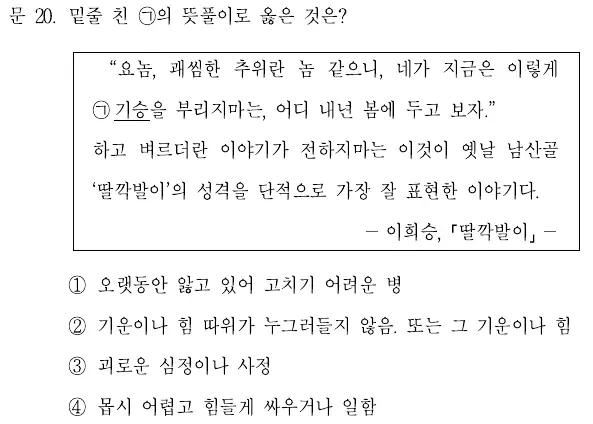 문 20. 밑줄 친 ㉠의 뜻풀이로 옳은 것은?
“요놈, 괘씸한 추위란 놈 같으니, 네가 지금은 이렇게
㉠기승을 부리지마는, 어디 내년 봄에 두고 보자.”
하고 벼르더란 이야기가 전하지마는 이것이 옛날 남산골
‘딸깍발이’의 성격을 단적으로 가장 잘 표현한 이야기다.
– 이희승, 「딸깍발이」 –
① 오랫동안 앓고 있어 고치기 어려운 병
② 기운이나 힘 따위가 누그러들지 않음. 또는 그 기운이나 힘
③ 괴로운 심정이나 사정
④ 몹시 어렵고 힘들게 싸우거나 일함